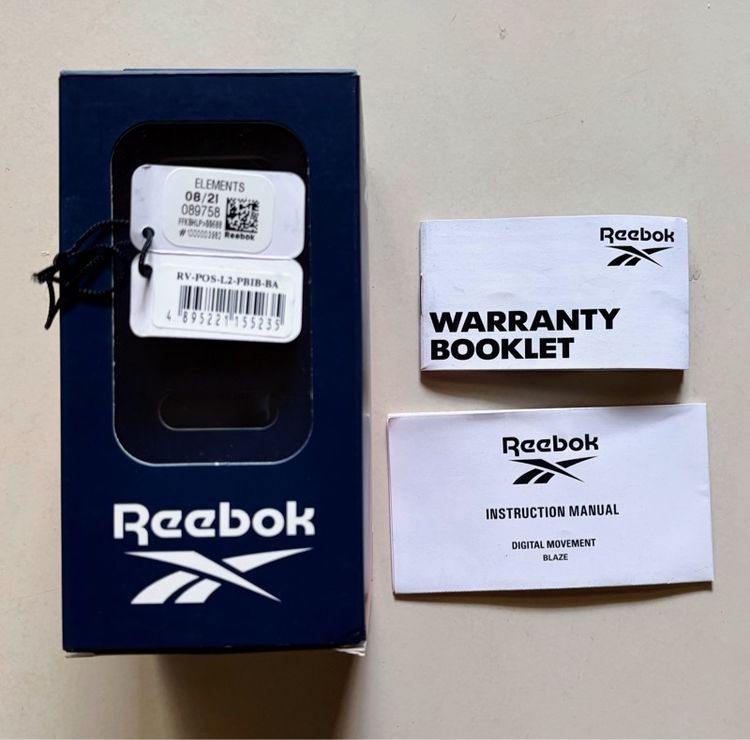 ELEMENTS
08/21
089758
#1000003982 Reebok
RV-POS-L2-PBIB-BA
4 895221 155235
Reebok
Reebok
WARRANTY
BOOKLET
Reebok
INSTRUCTION MANUAL
DIGITAL MOVEMENT
BLAZE